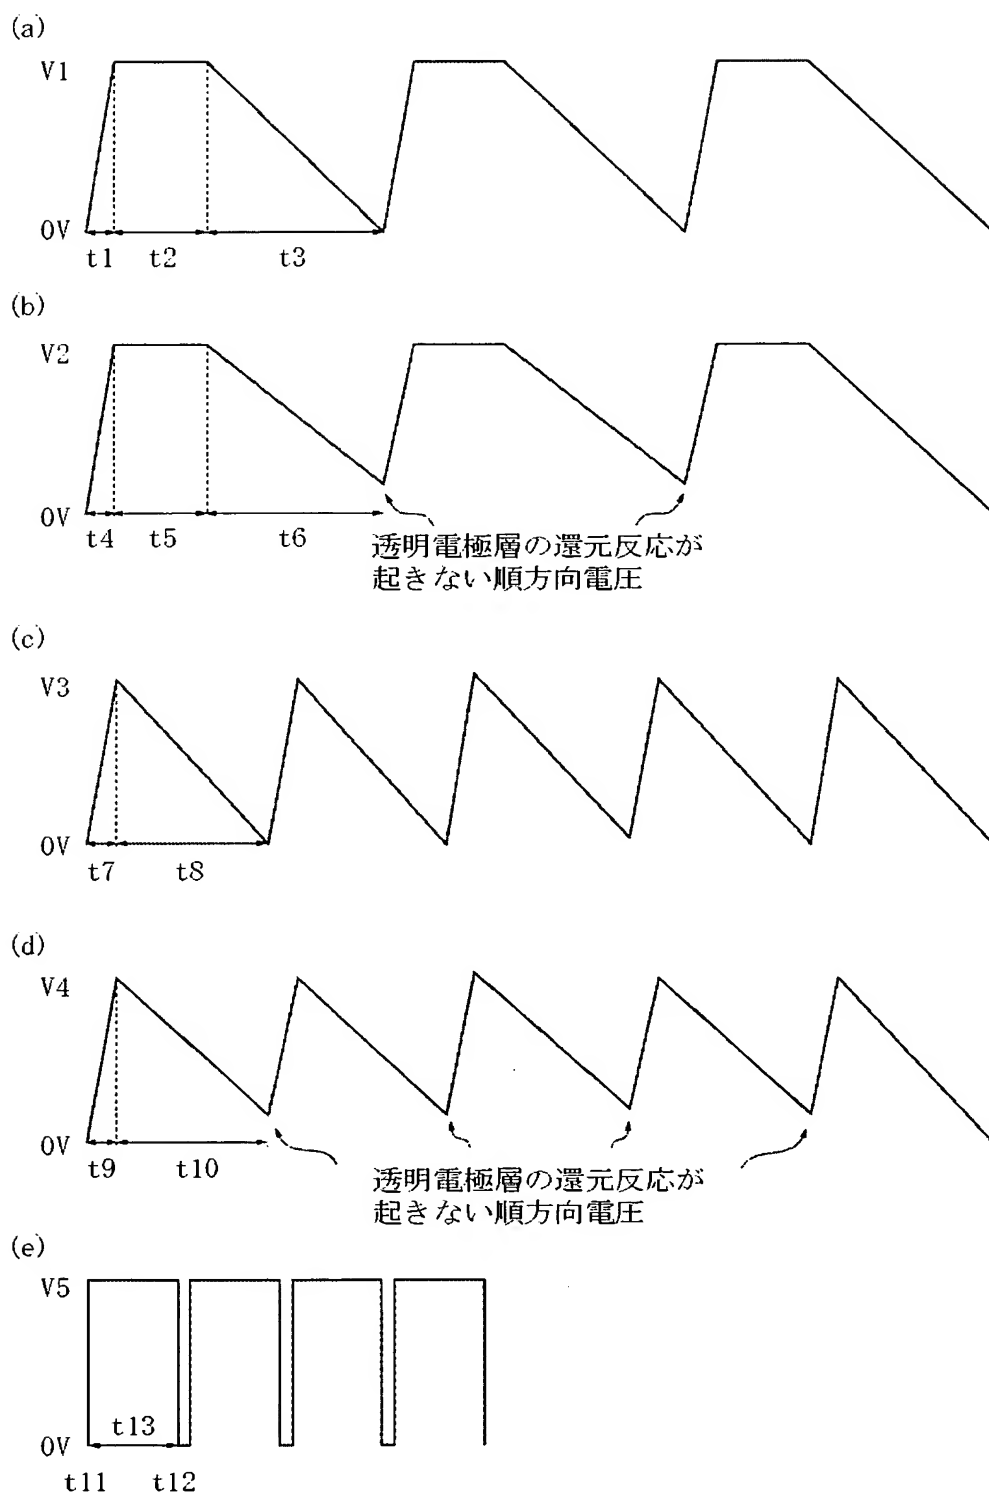 (a)
V1
0V
t1 t2 t3
(b)
V2
0V
t4 t5 t6
透明電極層の還元反応が
起きない順方向電圧
(c)
V3
0V
t7 t8
(d)
V4
0V
t9 t10
透明電極層の還元反応が
起きない順方向電圧
(e)
V5
t13
0V
t11 t12